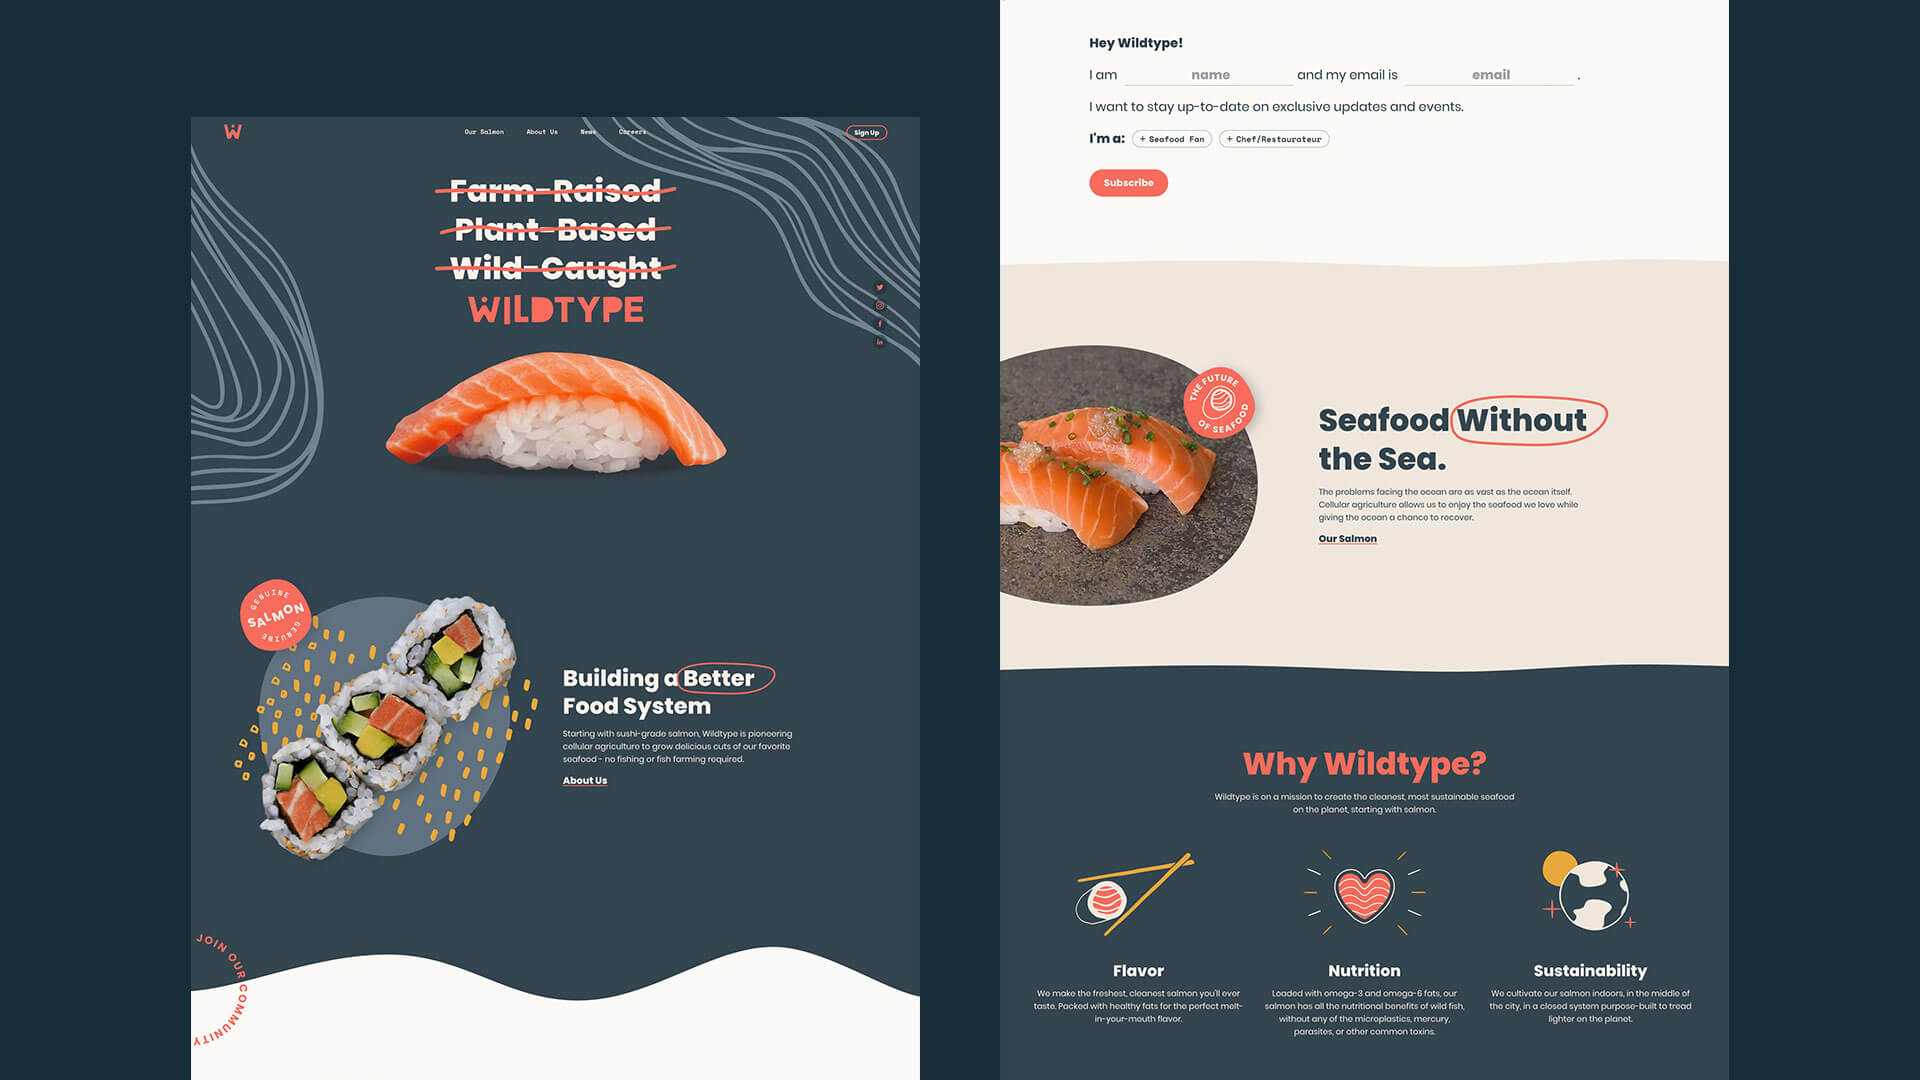 W
Our Salmon
About Us
News
Careers
Sign Up
Farm-Raised
Plant-Based
Wild-Caught
WILDTYPE
GENUINE
SALMON
GENUINE
Building a Better
Food System
Starting with sushi-grade salmon, Wildtype is pioneering
cellular agriculture to grow delicious cuts of our favorite
seafood - no fishing or fish farming required.
About Us
JOIN OUR COMMUNITY
Hey Wildtype!
I am name and my email is email .
I want to stay up-to-date on exclusive updates and events.
I'm a: + Seafood Fan + Chef/Restaurateur
Subscribe
THE FUTURE
OF SEAFOOD
Seafood Without
the Sea.
The problems facing the ocean are as vast as the ocean itself.
Cellular agriculture allows us to enjoy the seafood we love while
giving the ocean a chance to recover.
Our Salmon
Why Wildtype?
Wildtype is on a mission to create the cleanest, most sustainable seafood
on the planet, starting with salmon.
Flavor
We make the freshest, cleanest salmon you'll ever
taste. Packed with healthy fats for the perfect melt-
in-your-mouth flavor.
Nutrition
Loaded with omega-3 and omega-6 fats, our
salmon has all the nutritional benefits of wild fish,
without any of the microplastics, mercury,
parasites, or other common toxins.
Sustainability
We cultivate our salmon indoors, in the middle of
the city, in a closed system purpose-built to tread
lighter on the planet.